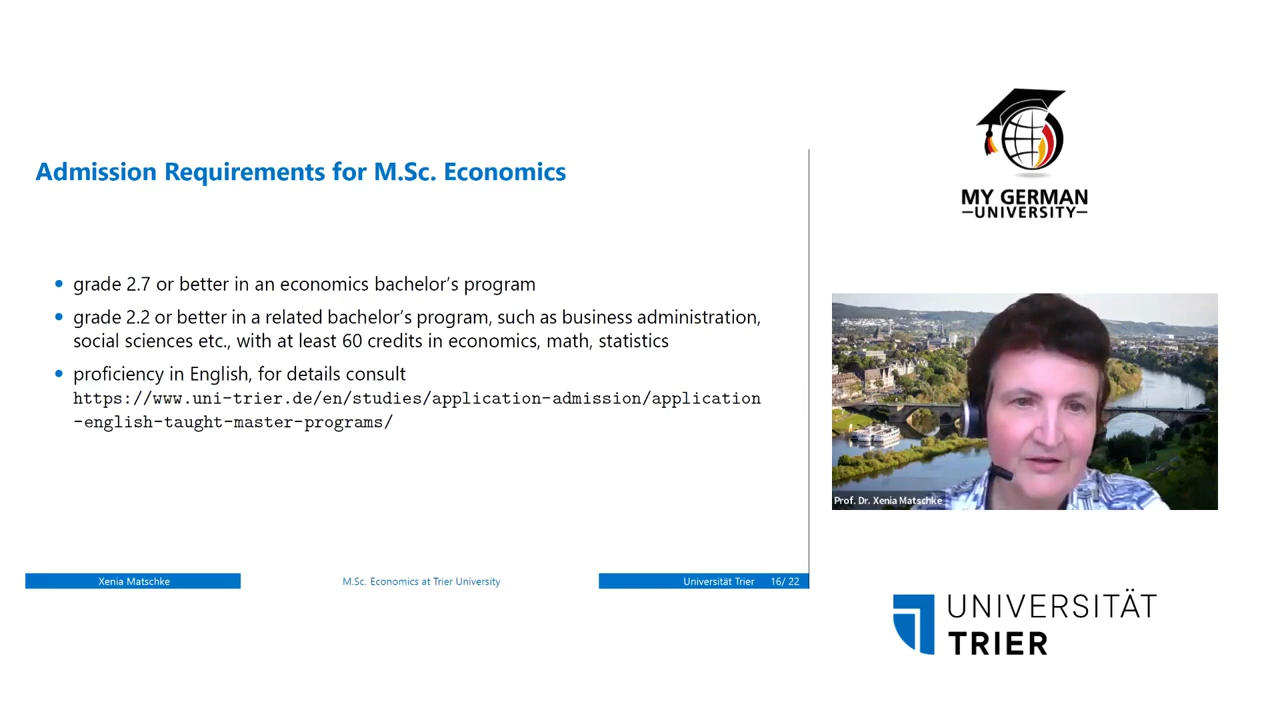 Admission Requirements for M.Sc. Economics
• grade 2.7 or better in an economics bachelor’s program
• grade 2.2 or better in a related bachelor’s program, such as business administration,
social sciences etc., with at least 60 credits in economics, math, statistics
• proficiency in English, for details consult
https://www.uni-trier.de/en/studies/application-admission/application
-english-taught-master-programs/
Xenia Matschke
M.Sc. Economics at Trier University
Universität Trier 16/ 22
MY GERMAN
UNIVERSITY
Prof. Dr. Xenia Matschke
UNIVERSITÄT
TRIER